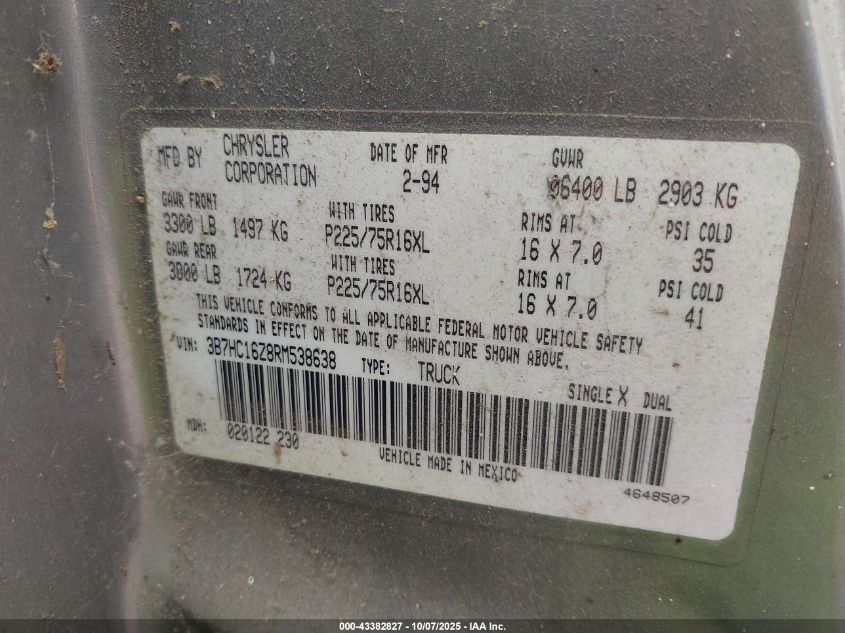 MFD BY CHRYSLER CORPORATION DATE OF MFR 2-94 GVWR 06400 LB 2903 KG
GAWR FRONT WITH TIRES RIMS AT PSI COLD
3300 LB 1497 KG P225/75R16XL 16 X 7.0 35
GAWR REAR WITH TIRES RIMS AT PSI COLD
3800 LB 1724 KG P225/75R16XL 16 X 7.0 41
THIS VEHICLE CONFORMS TO ALL APPLICABLE FEDERAL MOTOR VEHICLE SAFETY
STANDARDS IN EFFECT ON THE DATE OF MANUFACTURE SHOWN ABOVE.
VIN: 3B7HC16Z8RM538638 TYPE: TRUCK SINGLE X DUAL
MDH: 020122 230
VEHICLE MADE IN MEXICO
4648507
000-43382827 - 10/07/2025 - IAA Inc.